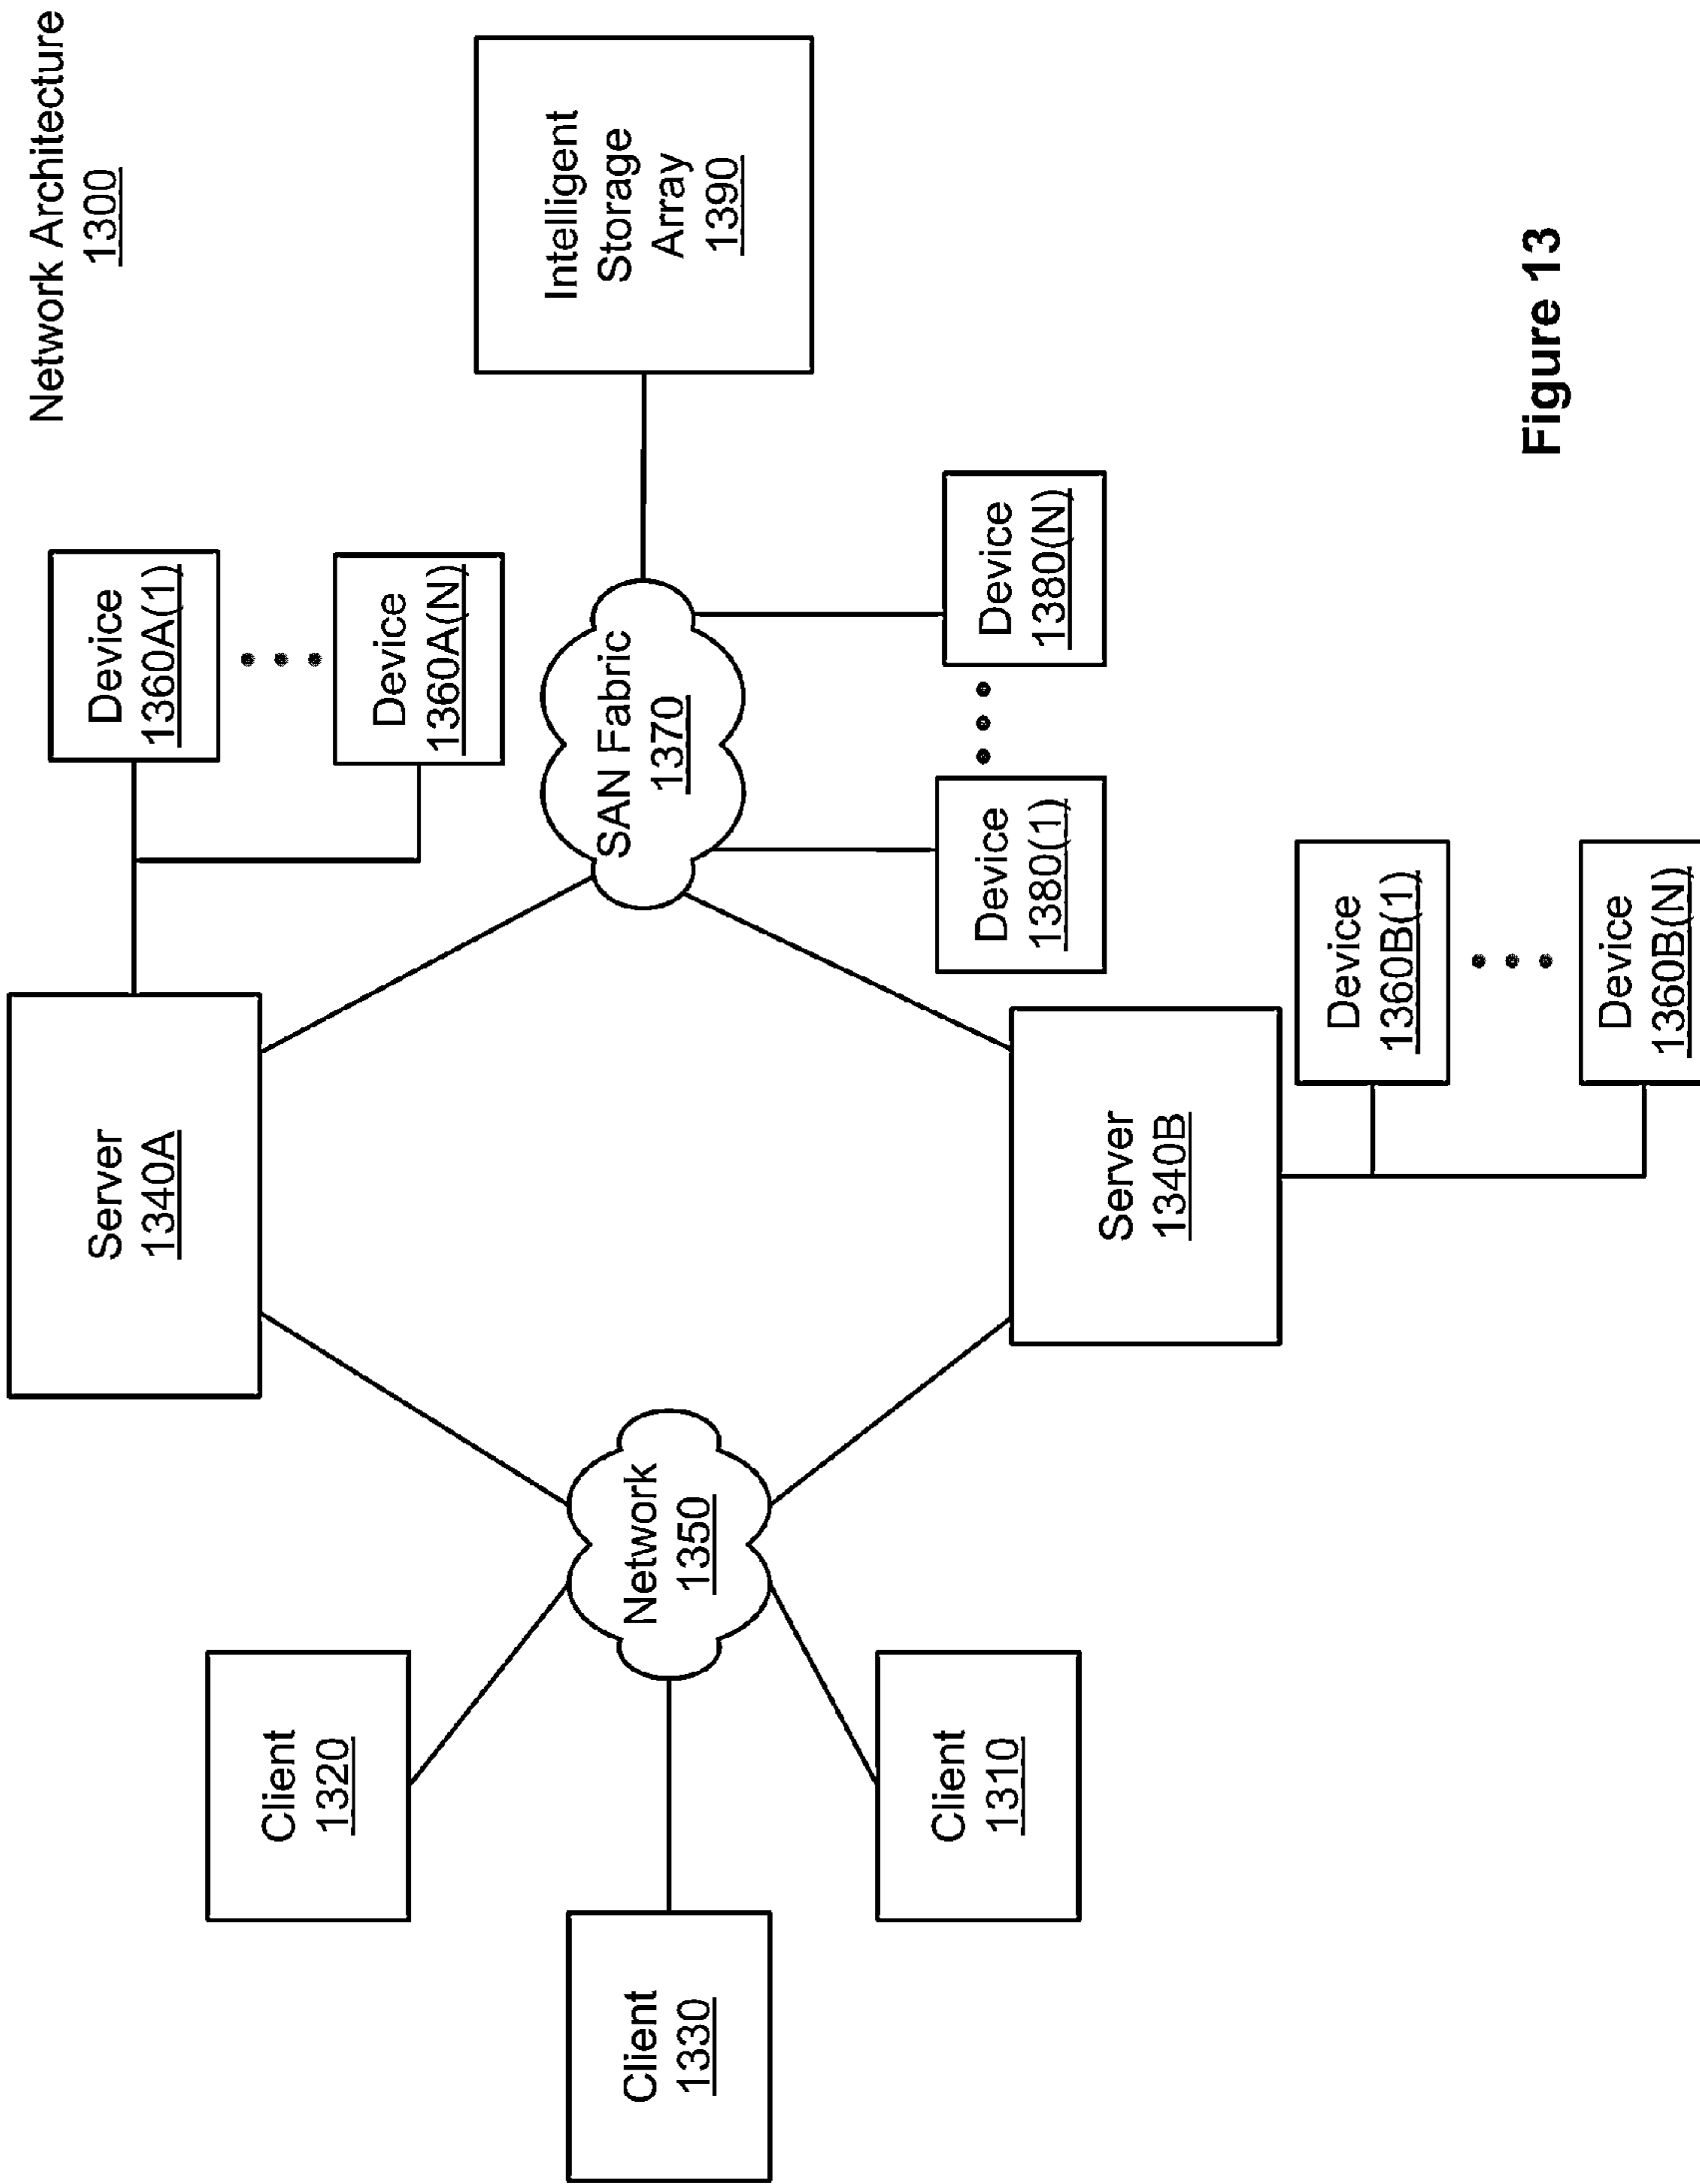 Network Architecture
1300
Server
1340A
Device
1360A(1)
Device
1360A(N)
Client
1320
Client
1330
Client
1310
Network
1350
SAN Fabric
1370
Intelligent
Storage
Array
1390
Device
1380(1)
Device
1380(N)
Server
1340B
Device
1360B(1)
Device
1360B(N)
Figure 13